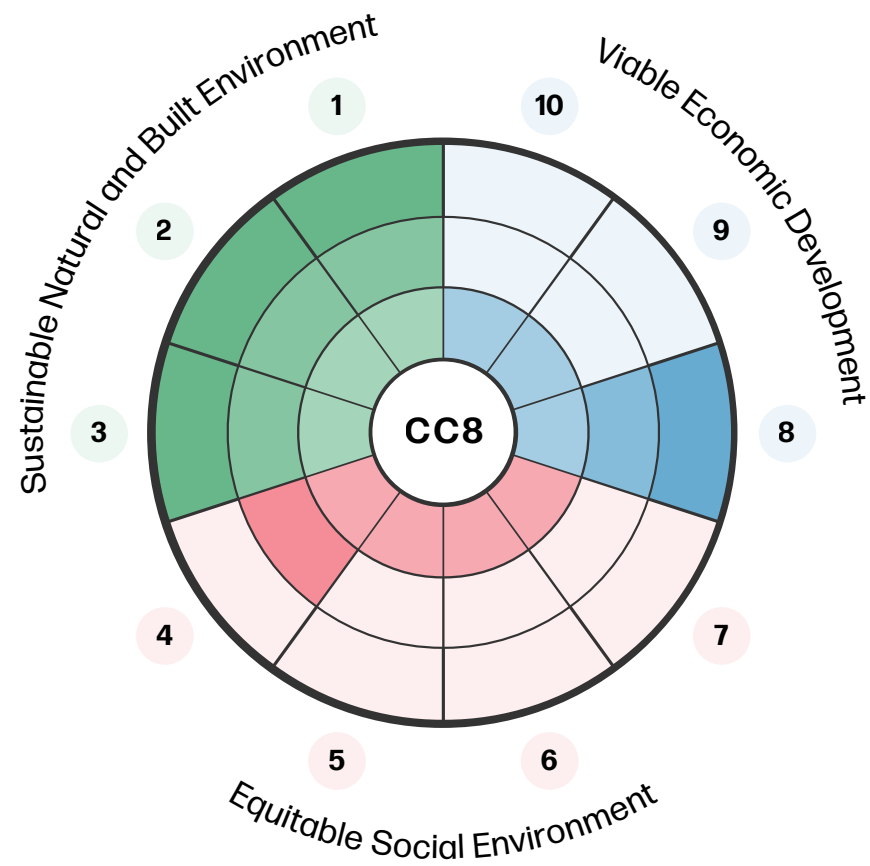 Sustainable Natural and Built Environment
Viable Economic Development
1
10
2
9
3
CC8
8
4
7
5
6
Equitable Social Environment